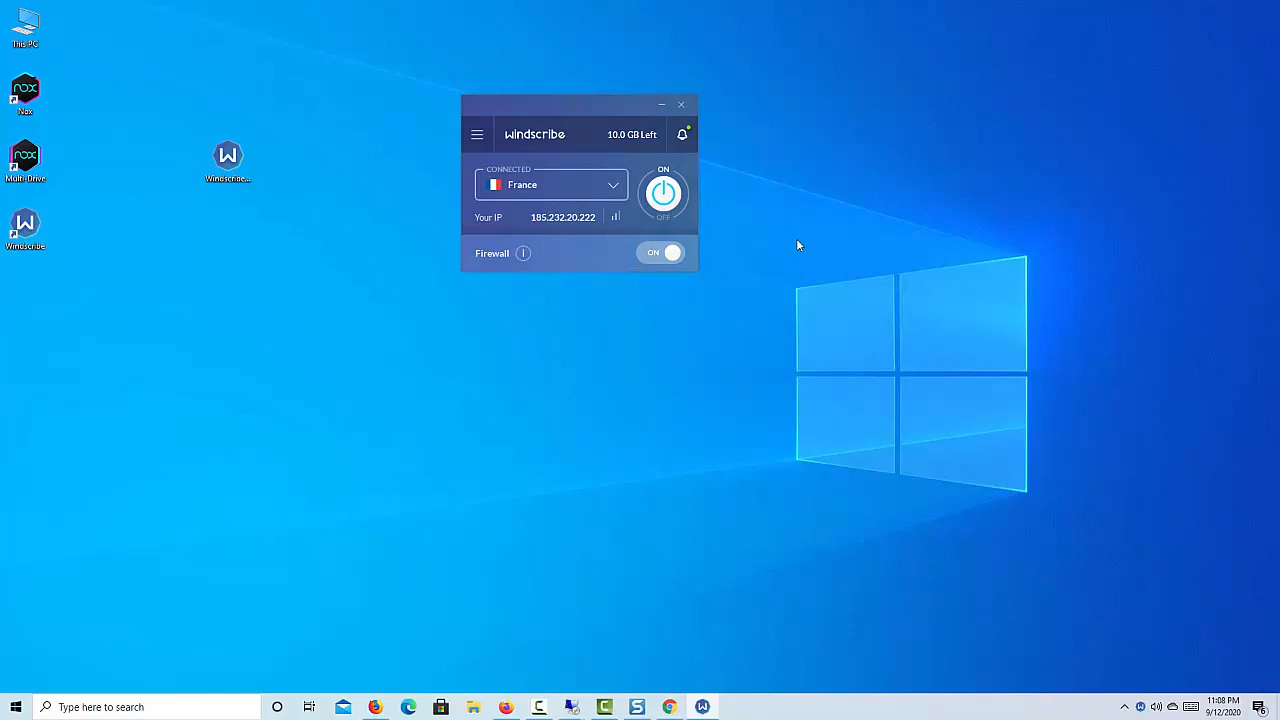 This PC
Nox
Multi-Drive
Windscribe
Windscribe...
windscribe
10.0 GB Left
CONNECTED
France
ON
OFF
Your IP
185.232.20.222
Firewall
ON
Type here to search
11:08 PM
9/12/2020
6